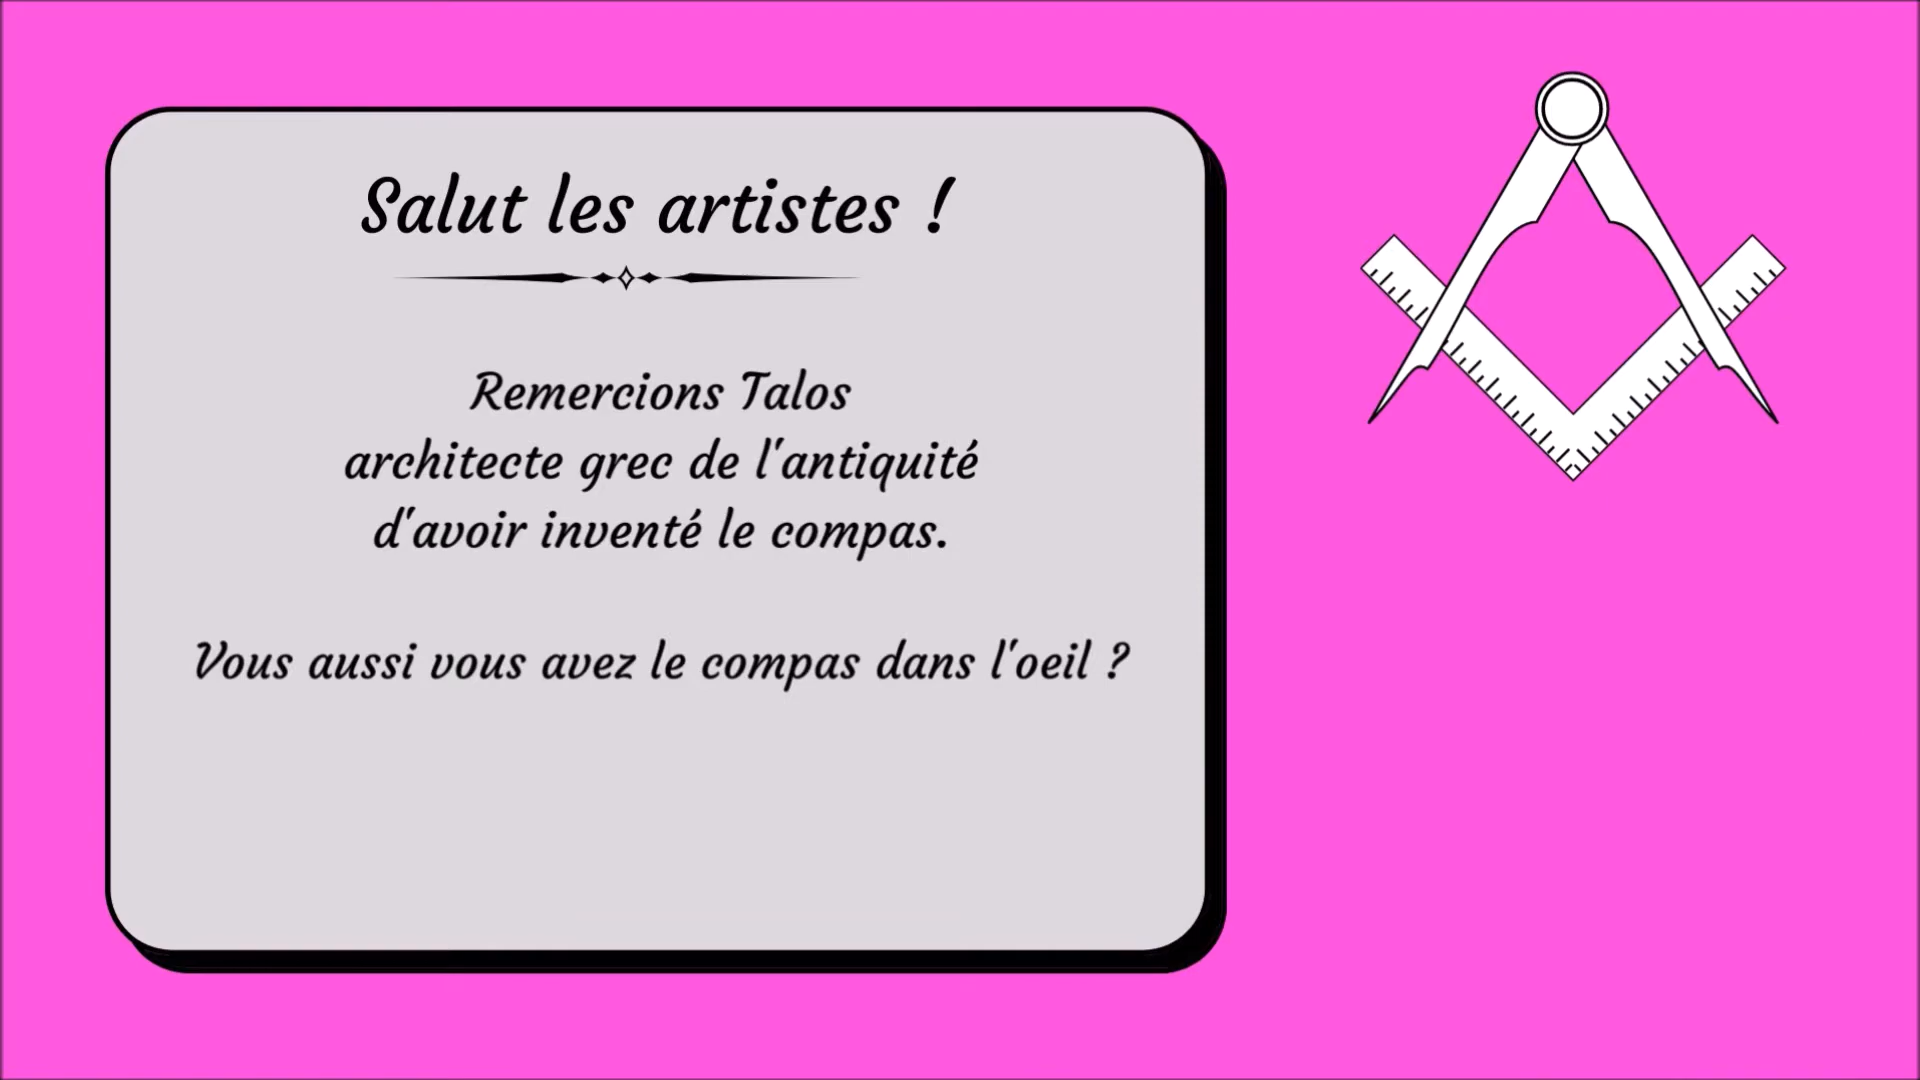 Salut les artistes !
Remercions Talos
architecte grec de l'antiquité
d'avoir inventé le compas.
Vous aussi vous avez le compas dans l'oeil ?